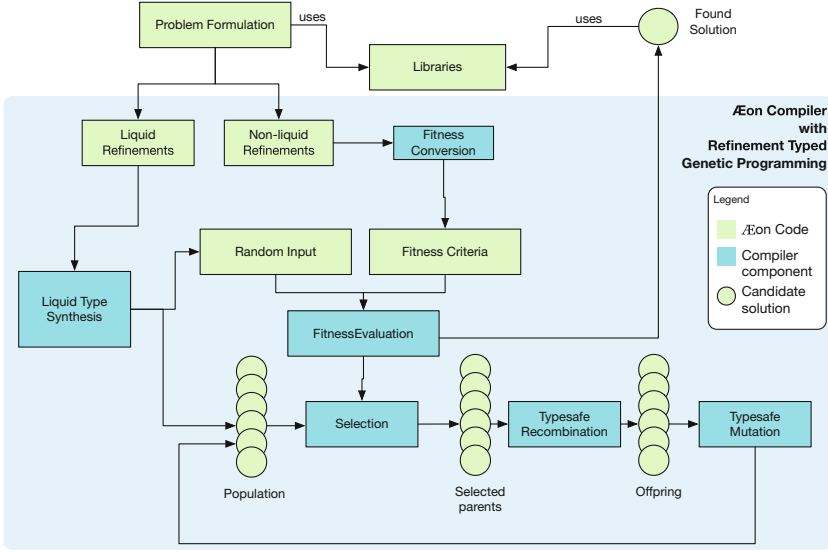 Problem Formulation
uses
uses
Found
Solution
Libraries
Æon Compiler
with
Refinement Typed
Genetic Programming
Liquid
Refinements
Non-liquid
Refinements
Fitness
Conversion
Legend
Æon Code
Compiler
component
Candidate
solution
Random Input
Fitness Criteria
Liquid Type
Synthesis
FitnessEvaluation
Selection
Typesafe
Recombination
Typesafe
Mutation
Population
Selected
parents
Offpring